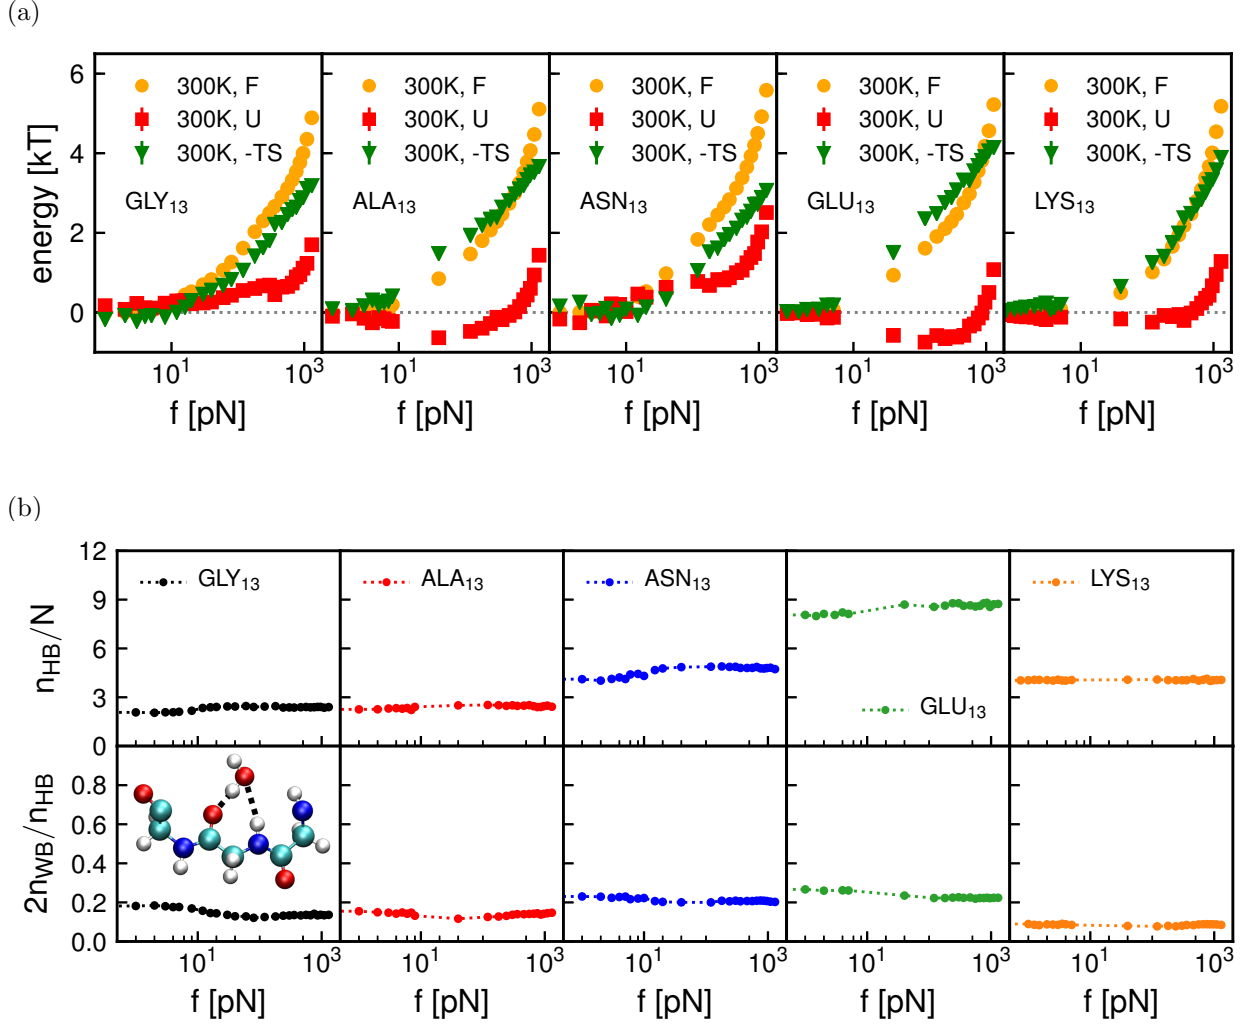 (a)
energy [kT]
6
4
2
0
300K, F
300K, U
300K, -TS
GLY13
300K, F
300K, U
300K, -TS
ALA13
300K, F
300K, U
300K, -TS
ASN13
300K, F
300K, U
300K, -TS
GLU13
300K, F
300K, U
300K, -TS
LYS13
10^1 10^3 10^1 10^3 10^1 10^3 10^1 10^3 10^1 10^3
f [pN] f [pN] f [pN] f [pN] f [pN]
(b)
nHB/N
12
9
6
3
0
GLY13 ALA13 ASN13 LYS13
GLU13
2nWB/nHB
0.8
0.6
0.4
0.2
0.0
10^1 10^3 10^1 10^3 10^1 10^3 10^1 10^3 10^1 10^3
f [pN] f [pN] f [pN] f [pN] f [pN]